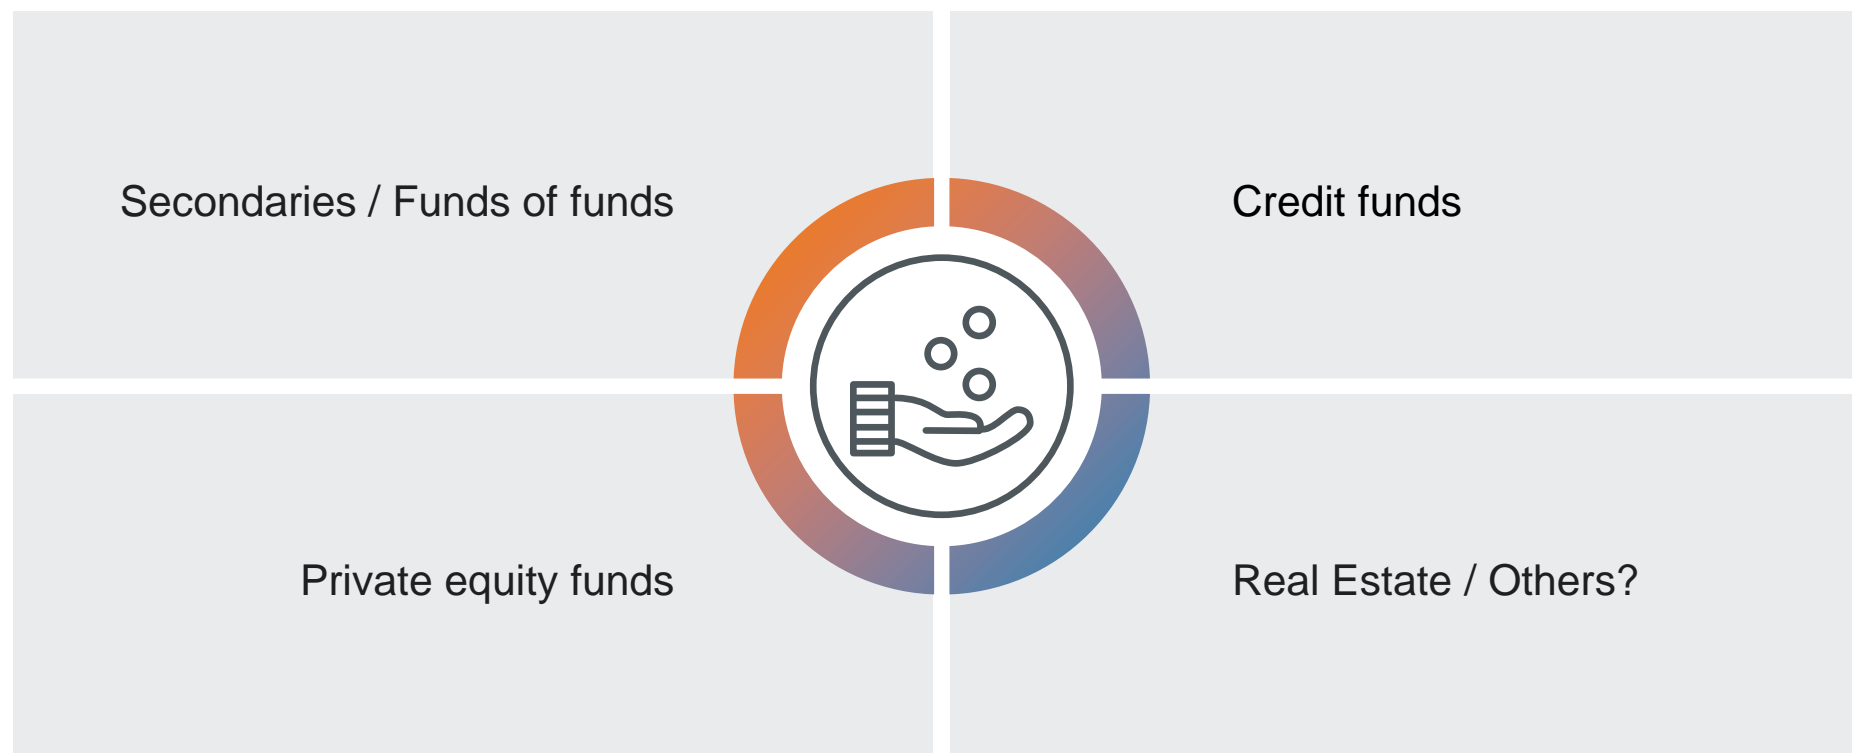 Secondaries / Funds of funds
Credit funds
Private equity funds
Real Estate / Others?